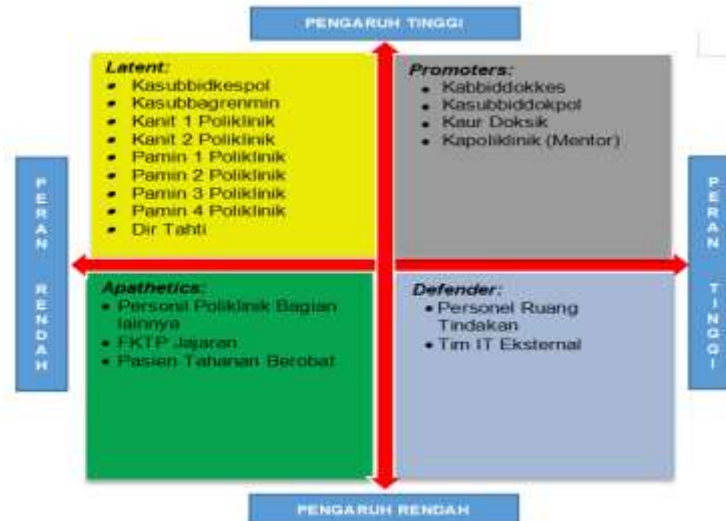 PENGARUH TINGGI
Latent:
Kasubbidkespol
Kasubbagrenmin
Kanit 1 Poliklinik
Kanit 2 Poliklinik
Pamin 1 Poliklinik
Pamin 2 Poliklinik
Pamin 3 Poliklinik
Pamin 4 Poliklinik
Dir Tahti
Promoters:
Kabbiddokkes
Kasubbiddokpol
Kaur Doksik
Kapoliklinik (Mentor)
PERAN RENDAH
PERAN TINGGI
Apathetics:
Personil Poliklinik Bagian
lainnya
FKTP Jajaran
Pasien Tahanan Berobat
Defender:
Personel Ruang
Tindakan
Tim IT Eksternal
PENGARUH RENDAH